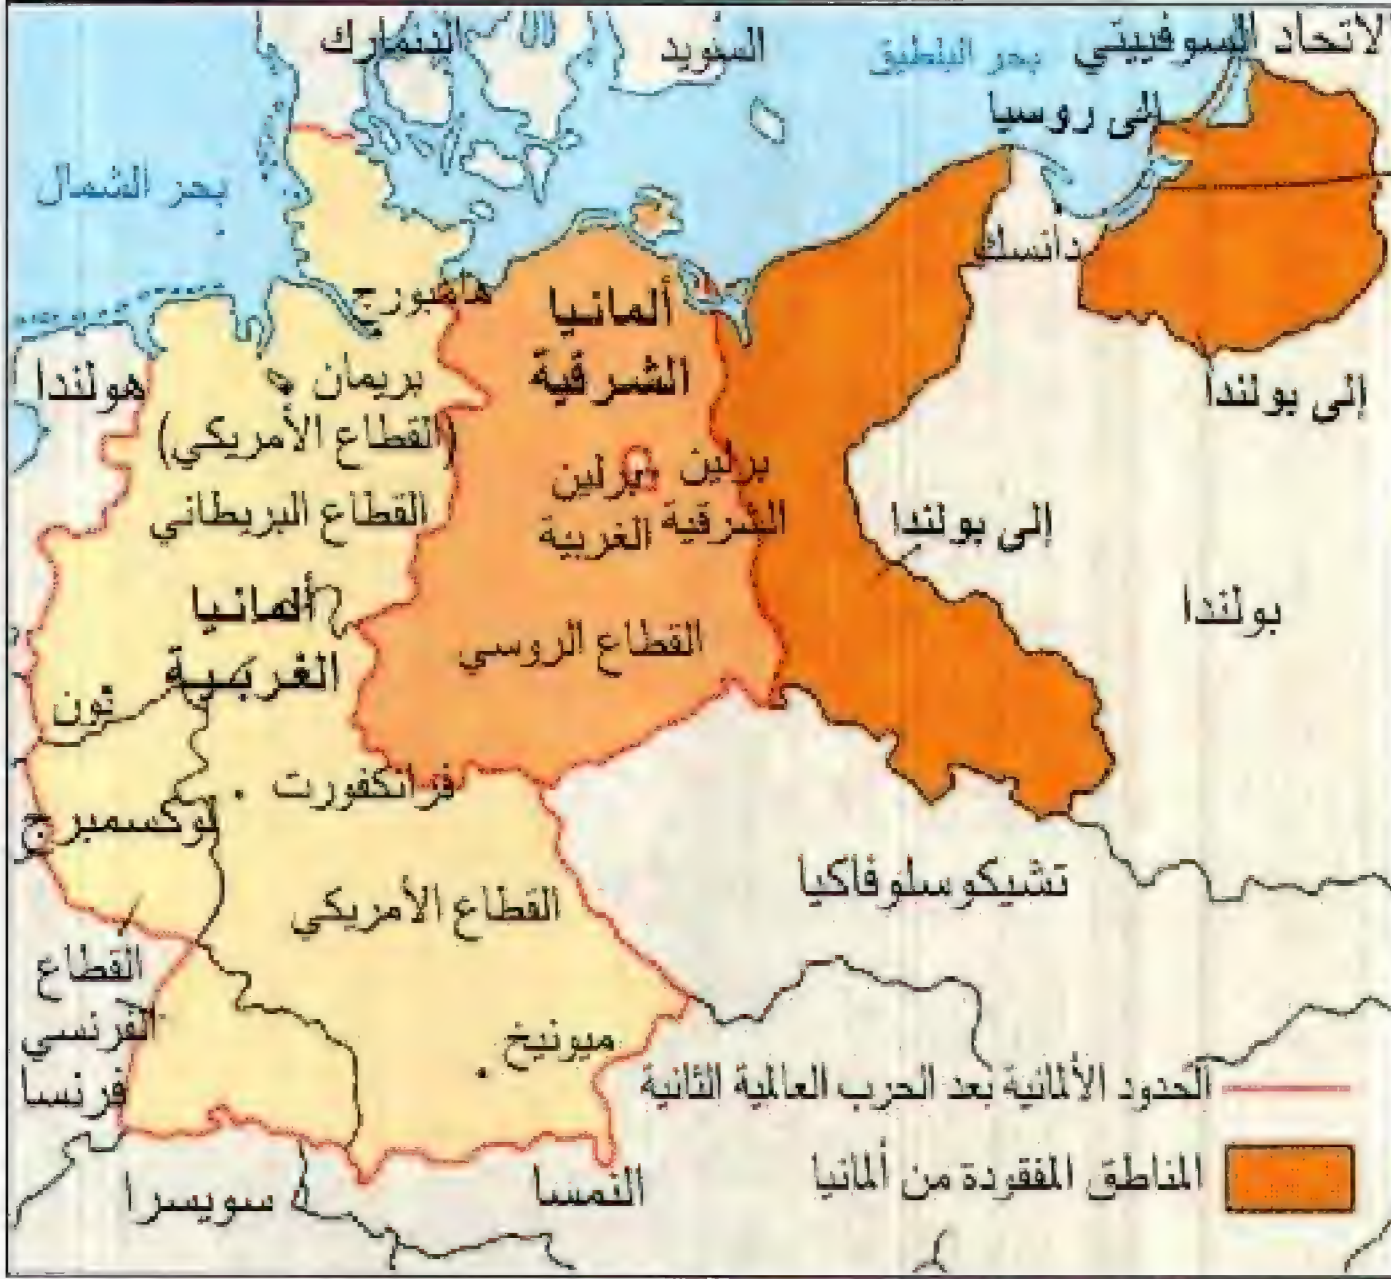 الدنمارك
السويد
بحر البلطيق
لاتحاد السوفييتي
إلى روسيا
بحر الشمال
دانسك
هامبورج
ألمانيا
الشرقية
هولندا
بريمان
(القطاع الأمريكي)
القطاع البريطاني
إلى بولندا
برلين
الشرقية
برلين
الغربية
إلى بولندا
بولندا
ألمانيا
الغربية
القطاع الروسي
فرانكفورت
لوكسمبرج
تشيكوسلوفاكيا
القطاع الأمريكي
القطاع
الفرنسي
فرنسا
ميونيخ
الحدود الألمانية بعد الحرب العالمية الثانية
المناطق المفقودة من ألمانيا
النمسا
سويسرا